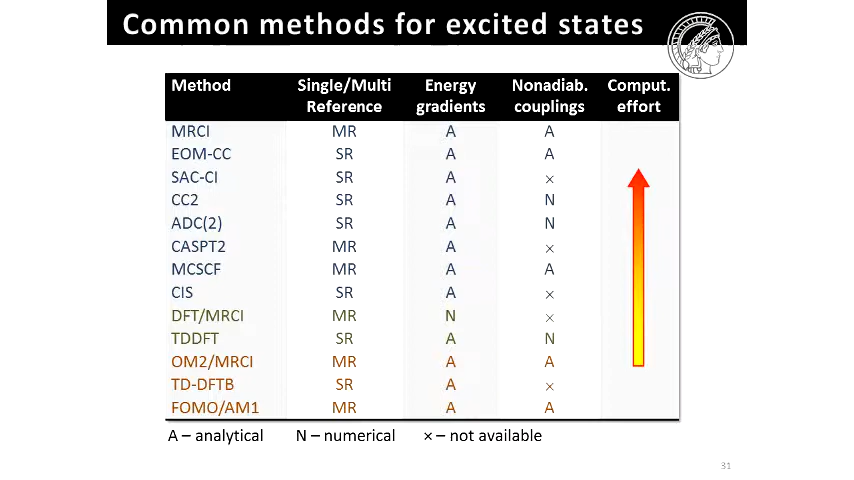 Common methods for excited states
Method Single/Multi Reference Energy gradients Nonadiab. couplings Comput. effort
MRCI MR A A
EOM-CC SR A A
SAC-CI SR A ×
CC2 SR A N
ADC(2) SR A N
CASPT2 MR A ×
MCSCF MR A A
CIS SR A ×
DFT/MRCI MR N ×
TDDFT SR A N
OM2/MRCI MR A A
TD-DFTB SR A ×
FOMO/AM1 MR A A
A – analytical N – numerical × – not available
31